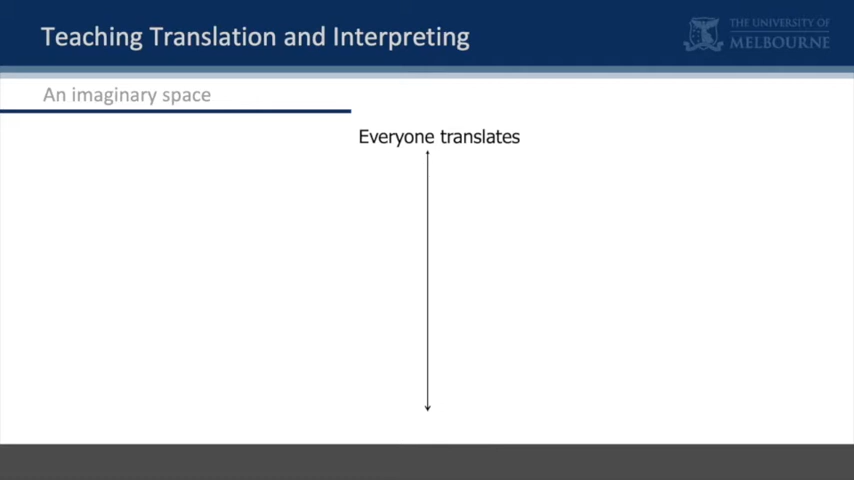 Teaching Translation and Interpreting
THE UNIVERSITY OF
MELBOURNE
An imaginary space
Everyone translates